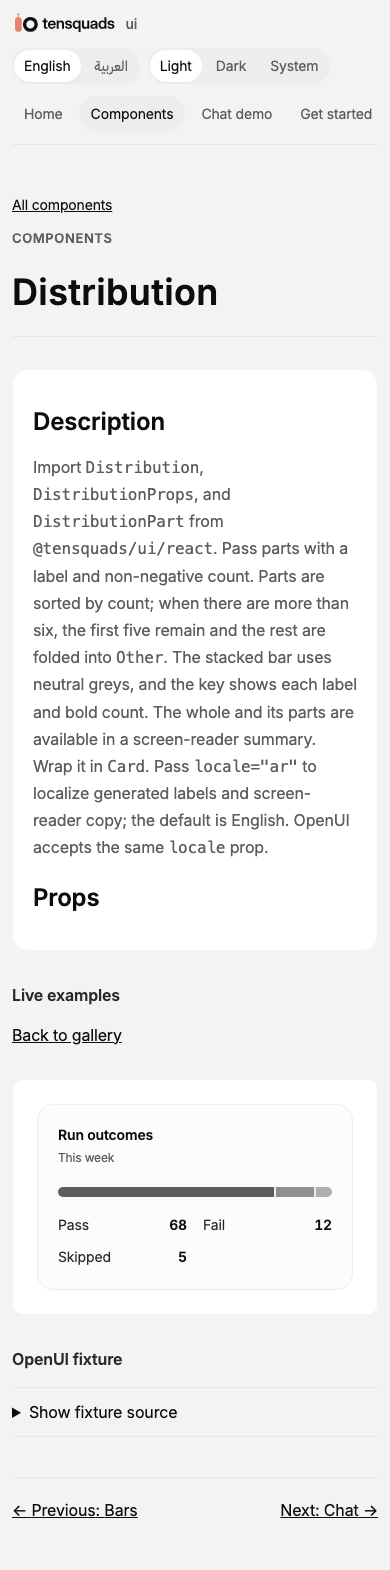 tensquads ui
English العربية Light Dark System
Home Components Chat demo Get started
All components
COMPONENTS
Distribution
Description
Import Distribution,
DistributionProps, and
DistributionPart from
@tensquads/ui/react. Pass parts with a
label and non-negative count. Parts are
sorted by count; when there are more than
six, the first five remain and the rest are
folded into Other. The stacked bar uses
neutral greys, and the key shows each label
and bold count. The whole and its parts are
available in a screen-reader summary.
Wrap it in Card. Pass locale="ar" to
localize generated labels and screen-
reader copy; the default is English. OpenUI
accepts the same locale prop.
Props
Live examples
Back to gallery
Run outcomes
This week
Pass 68 Fail 12
Skipped 5
OpenUI fixture
▶ Show fixture source
← Previous: Bars Next: Chat →